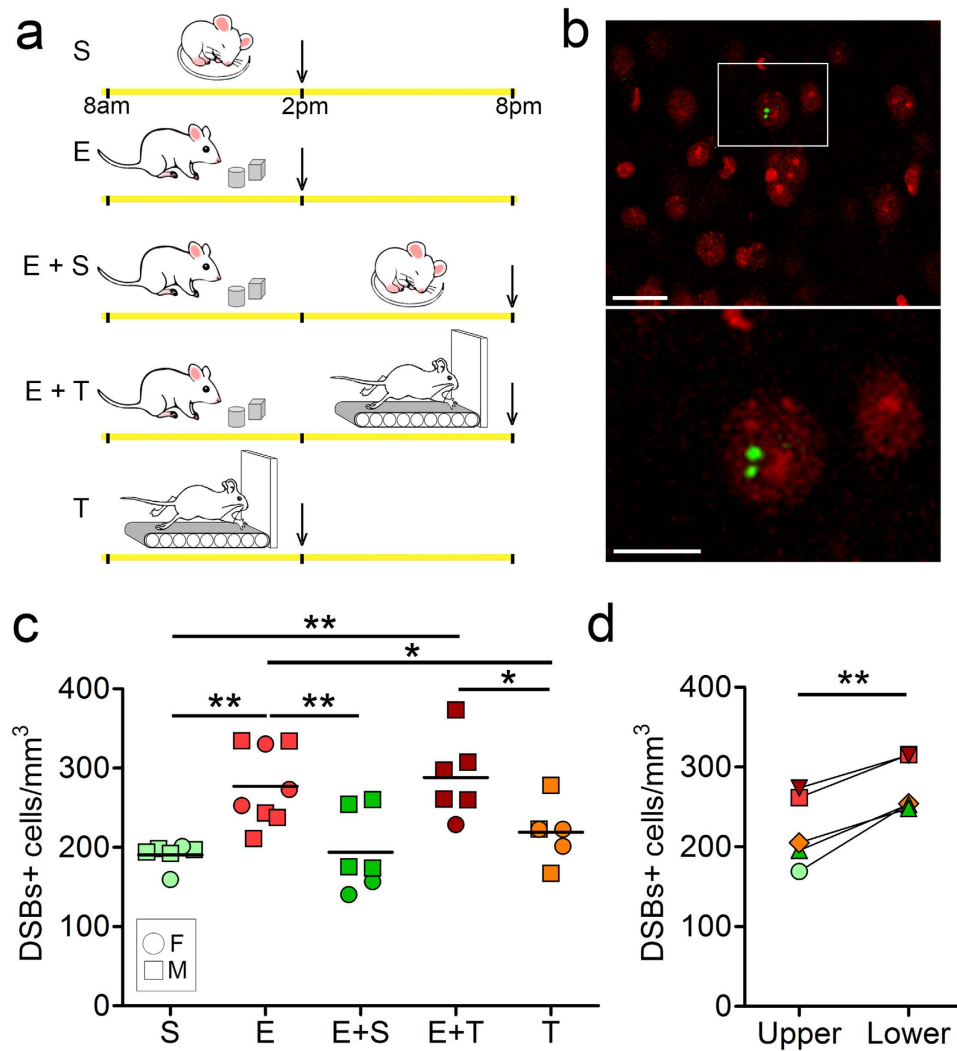 a
S
8am 2pm 8pm
E
E + S
E + T
T
b
c
**
*
** ** *
DSBs+ cells/mm³
400
300
200
100
0
F
M
S E E+S E+T T
d
**
DSBs+ cells/mm³
400
300
200
100
0
Upper Lower